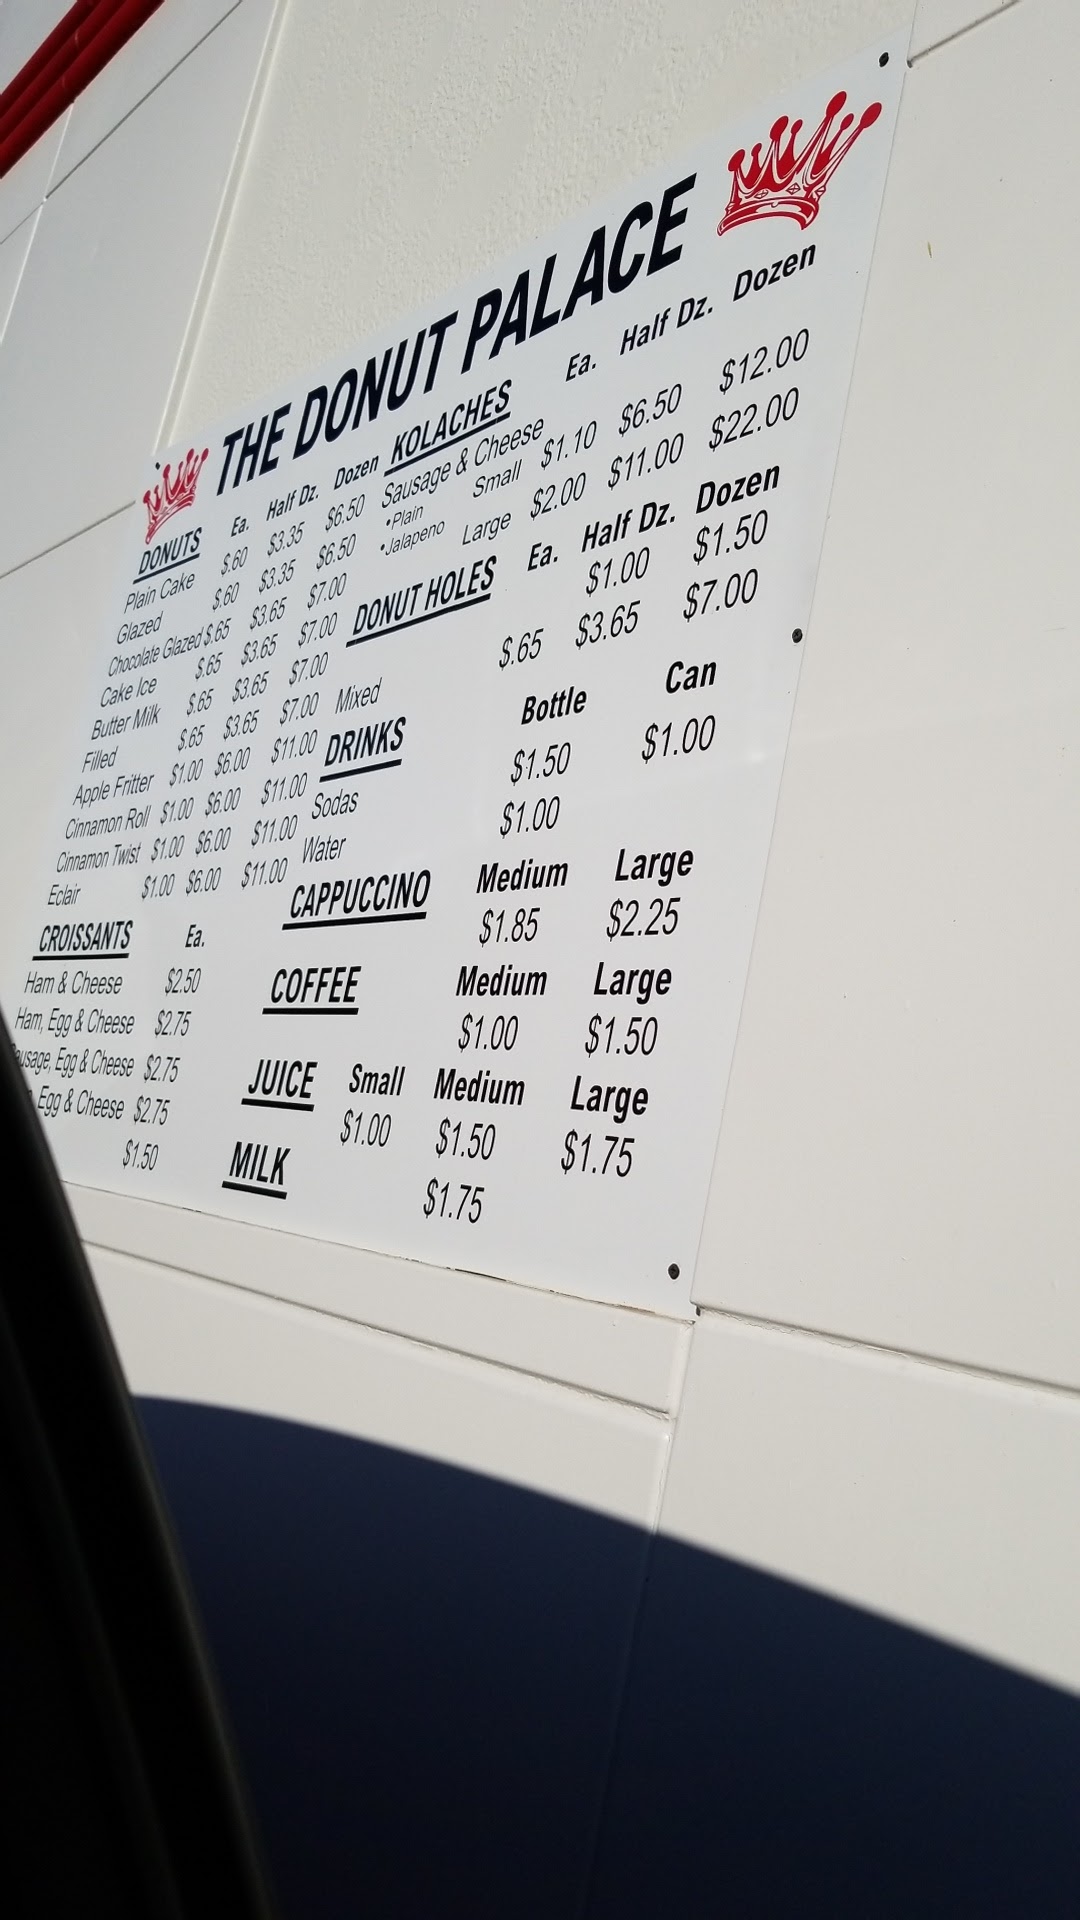 THE DONUT PALACE
DONUTS Ea. Half Dz. Dozen
Plain Cake $.60 $3.35 $6.50
Glazed $.60 $3.35 $6.50
Chocolate Glazed $.65 $3.65 $7.00
Cake Ice $.65 $3.65 $7.00
Butter Milk $.65 $3.65 $7.00
Filled $.65 $3.65 $7.00
Apple Fritter $1.00 $6.00 $11.00
Cinnamon Roll $1.00 $6.00 $11.00
Cinnamon Twist $1.00 $6.00 $11.00
Eclair $1.00 $6.00 $11.00
CROISSANTS Ea.
Ham & Cheese $2.50
Ham, Egg & Cheese $2.75
Egg & Cheese $2.75
Egg & Cheese $2.75
$1.50
KOLACHES Ea. Half Dz. Dozen
Sausage & Cheese
•Plain Small $1.10 $6.50 $12.00
•Jalapeno Large $2.00 $11.00 $22.00
DONUT HOLES Ea. Half Dz. Dozen
$1.00 $1.50
Mixed $.65 $3.65 $7.00
DRINKS Bottle Can
Sodas $1.50 $1.00
Water $1.00
CAPPUCCINO Medium Large
$1.85 $2.25
COFFEE Medium Large
$1.00 $1.50
JUICE Small Medium Large
$1.00 $1.50 $1.75
MILK $1.75